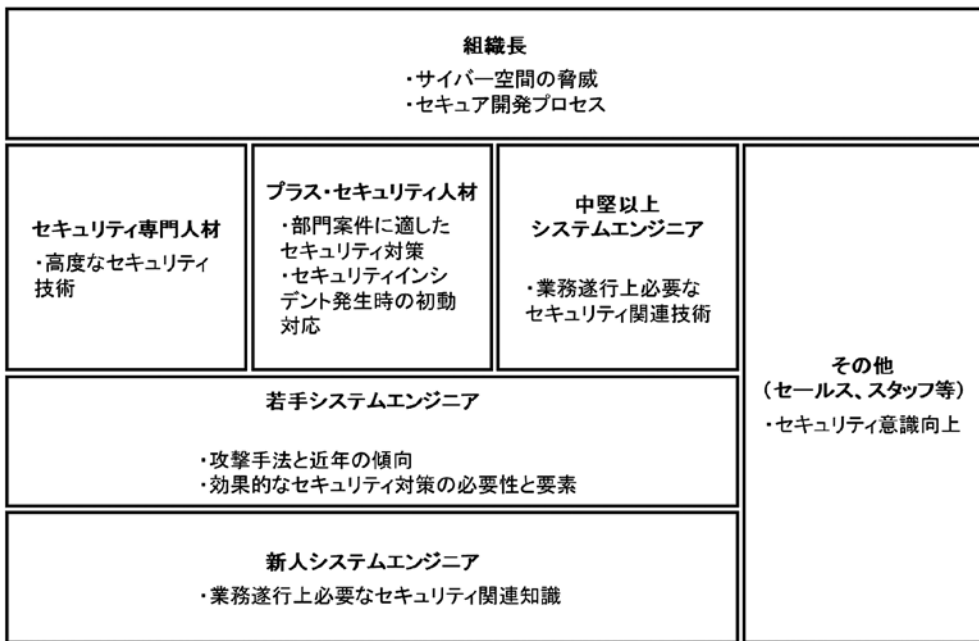 組織長
・サイバー空間の脅威
・セキュア開発プロセス
セキュリティ専門人材
・高度なセキュリティ
技術
プラス・セキュリティ人材
・部門案件に適した
セキュリティ対策
・セキュリティインシ
デント発生時の初動
対応
中堅以上
システムエンジニア
・業務遂行上必要な
セキュリティ関連技術
その他
（セールス、スタッフ等）
・セキュリティ意識向上
若手システムエンジニア
・攻撃手法と近年の傾向
・効果的なセキュリティ対策の必要性と要素
新人システムエンジニア
・業務遂行上必要なセキュリティ関連知識